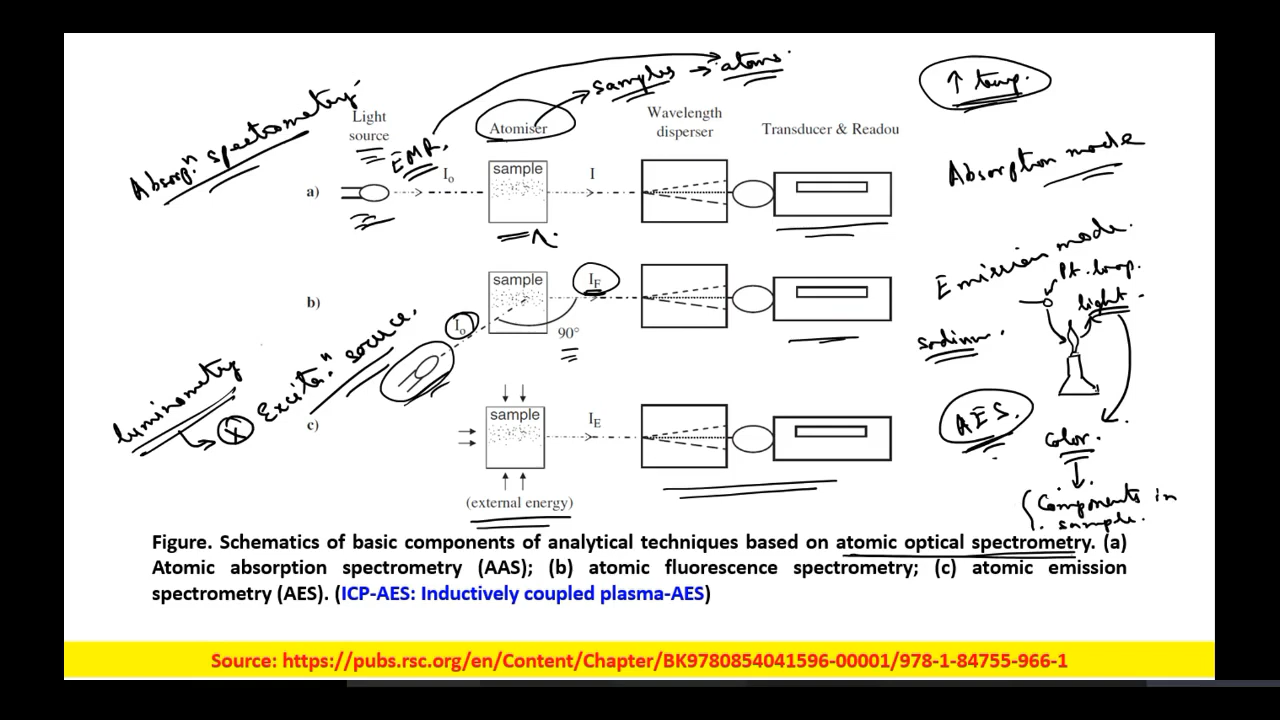 samples → atoms.
↑ temp.
Absorpⁿ spectrometry
Light source
Atomiser
Wavelength disperser
Transducer & Readou
EMR.
Absorption mode
a)
I₀
sample
I
Emission mode.
Pt. loop.
light
b)
sample
I_F
I₀
90°
sodium.
luminometry
X
Excitaⁿ source.
c)
sample
I_E
AES.
Color.
(external energy)
Components in
sample.
Figure. Schematics of basic components of analytical techniques based on atomic optical spectrometry. (a)
Atomic absorption spectrometry (AAS); (b) atomic fluorescence spectrometry; (c) atomic emission
spectrometry (AES). (ICP-AES: Inductively coupled plasma-AES)
Source: https://pubs.rsc.org/en/Content/Chapter/BK9780854041596-00001/978-1-84755-966-1